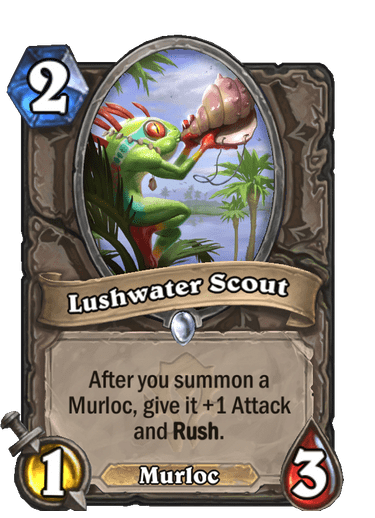 2
Lushwater Scout
After you summon a
Murloc, give it +1 Attack
and Rush.
1
Murloc
3